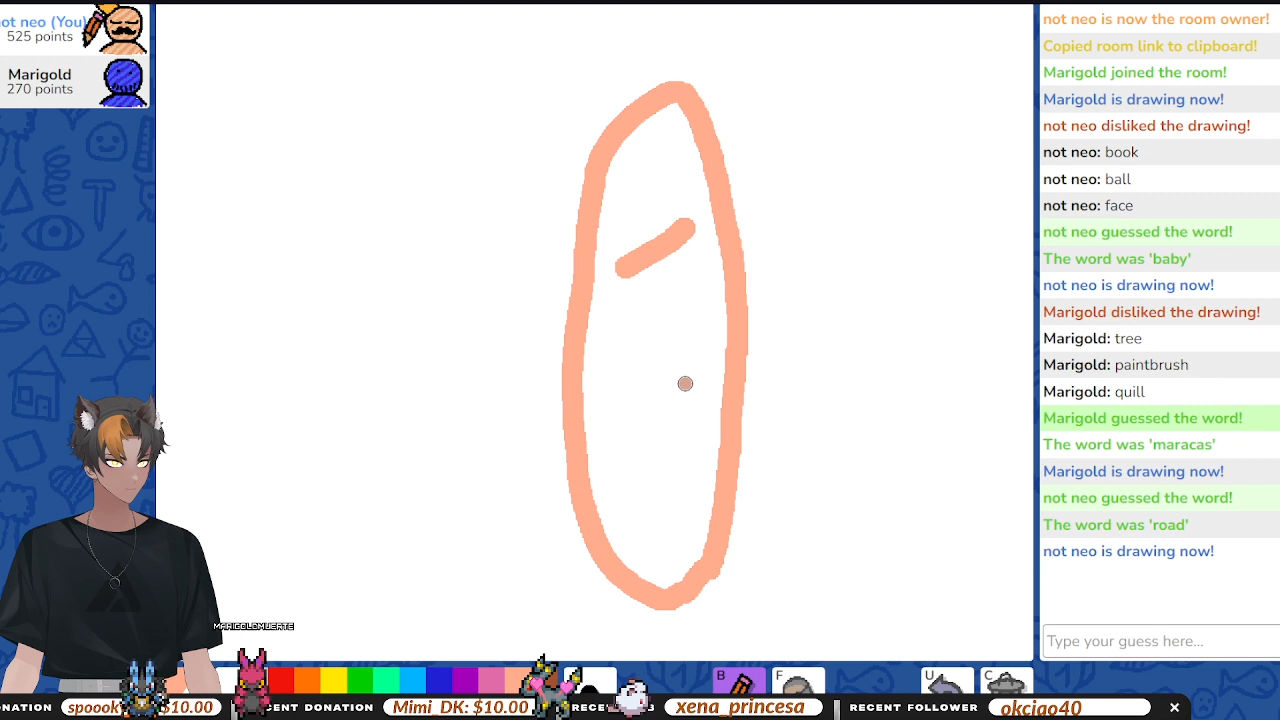 not neo (You)
525 points
Marigold
270 points
not neo is now the room owner!
Copied room link to clipboard!
Marigold joined the room!
Marigold is drawing now!
not neo disliked the drawing!
not neo: book
not neo: ball
not neo: face
not neo guessed the word!
The word was 'baby'
not neo is drawing now!
Marigold disliked the drawing!
Marigold: tree
Marigold: paintbrush
Marigold: quill
Marigold guessed the word!
The word was 'maracas'
Marigold is drawing now!
not neo guessed the word!
The word was 'road'
not neo is drawing now!
Type your guess here...
MARIGOLDMUERTE
B F U C
spoook $10.00
DONATION Mimi_DK: $10.00
xena_princesa
RECENT FOLLOWER okciao40